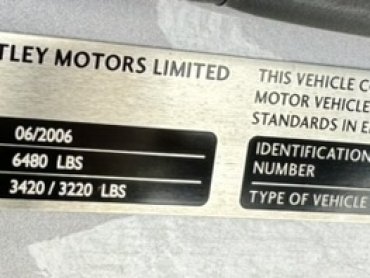 TLEY MOTORS LIMITED
06/2006
6480 LBS
3420 / 3220 LBS
THIS VEHICLE C
MOTOR VEHICLE
STANDARDS IN E
IDENTIFICATION
NUMBER
TYPE OF VEHICLE